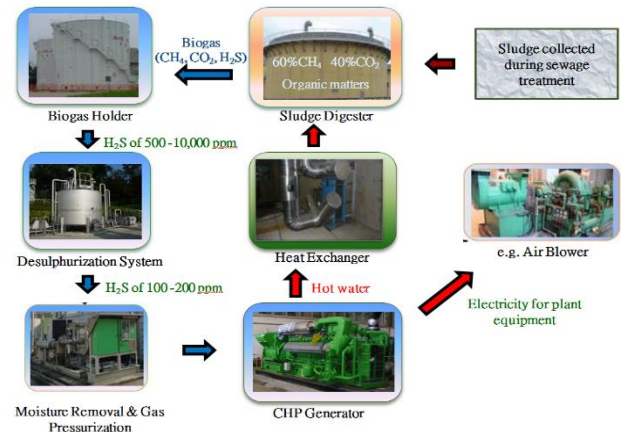 Biogas
(CH4, CO2, H2S)
60%CH4 40%CO2
Organic matters
Sludge collected
during sewage
treatment
Biogas Holder
Sludge Digester
H2S of 500 -10,000 ppm
Desulphurization System
Heat Exchanger
e.g. Air Blower
H2S of 100 -200 ppm
Hot water
Electricity for plant
equipment
Moisture Removal & Gas
Pressurization
CHP Generator